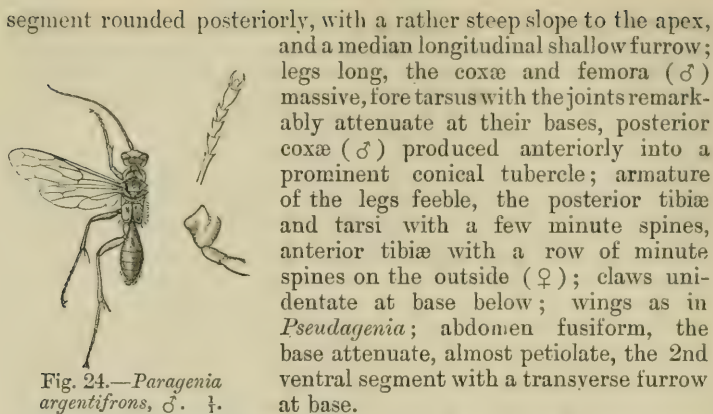 segment rounded posteriorly, with a rather steep slope to the apex,
and a median longitudinal shallow furrow;
legs long, the coxæ and femora (♂)
massive, fore tarsus with the joints remark-
ably attenuate at their bases, posterior
coxæ (♂) produced anteriorly into a
prominent conical tubercle; armature
of the legs feeble, the posterior tibiæ
and tarsi with a few minute spines,
anterior tibiæ with a row of minute
spines on the outside (♀); claws uni-
dentate at base below; wings as in
Pseudagenia; abdomen fusiform, the
base attenuate, almost petiolate, the 2nd
ventral segment with a transverse furrow
at base.
Fig. 24.—Paragenia
argentifrons, ♂. 1/1.